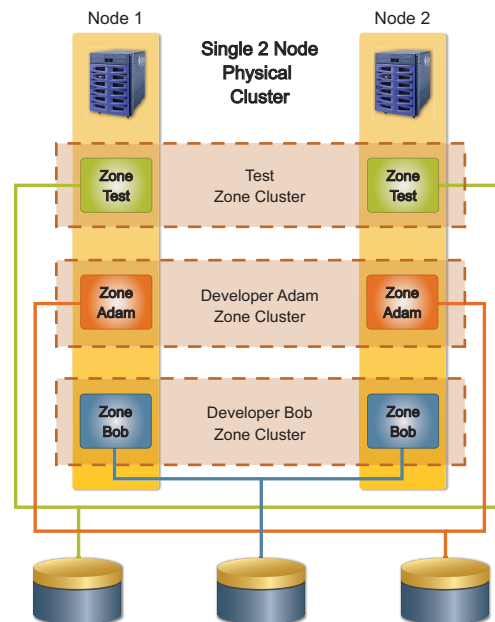 Node 1
Node 2
Single 2 Node
Physical
Cluster
Zone
Test
Test
Zone Cluster
Zone
Test
Zone
Adam
Developer Adam
Zone Cluster
Zone
Adam
Zone
Bob
Developer Bob
Zone Cluster
Zone
Bob